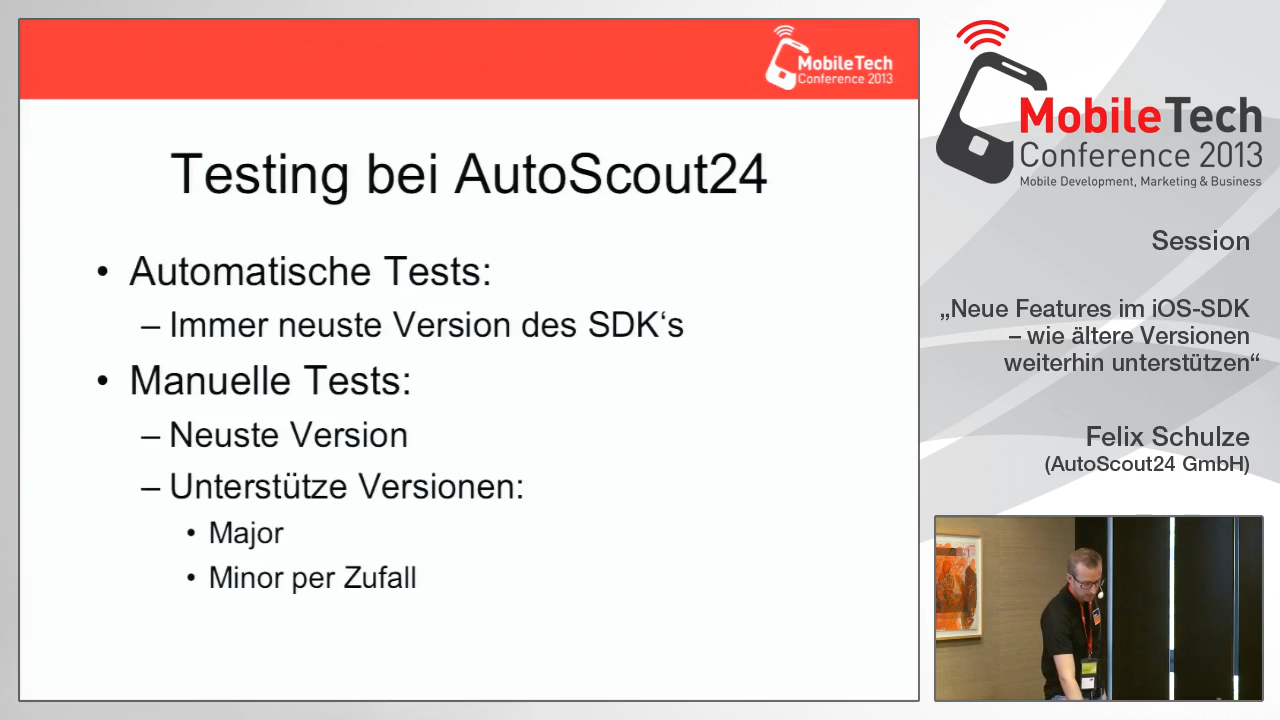 MobileTech
Conference 2013
Testing bei AutoScout24
• Automatische Tests:
– Immer neuste Version des SDK‘s
• Manuelle Tests:
– Neuste Version
– Unterstütze Versionen:
• Major
• Minor per Zufall
MobileTech
Conference 2013
Mobile Development, Marketing & Business
Session
„Neue Features im iOS-SDK
– wie ältere Versionen
weiterhin unterstützen“
Felix Schulze
(AutoScout24 GmbH)